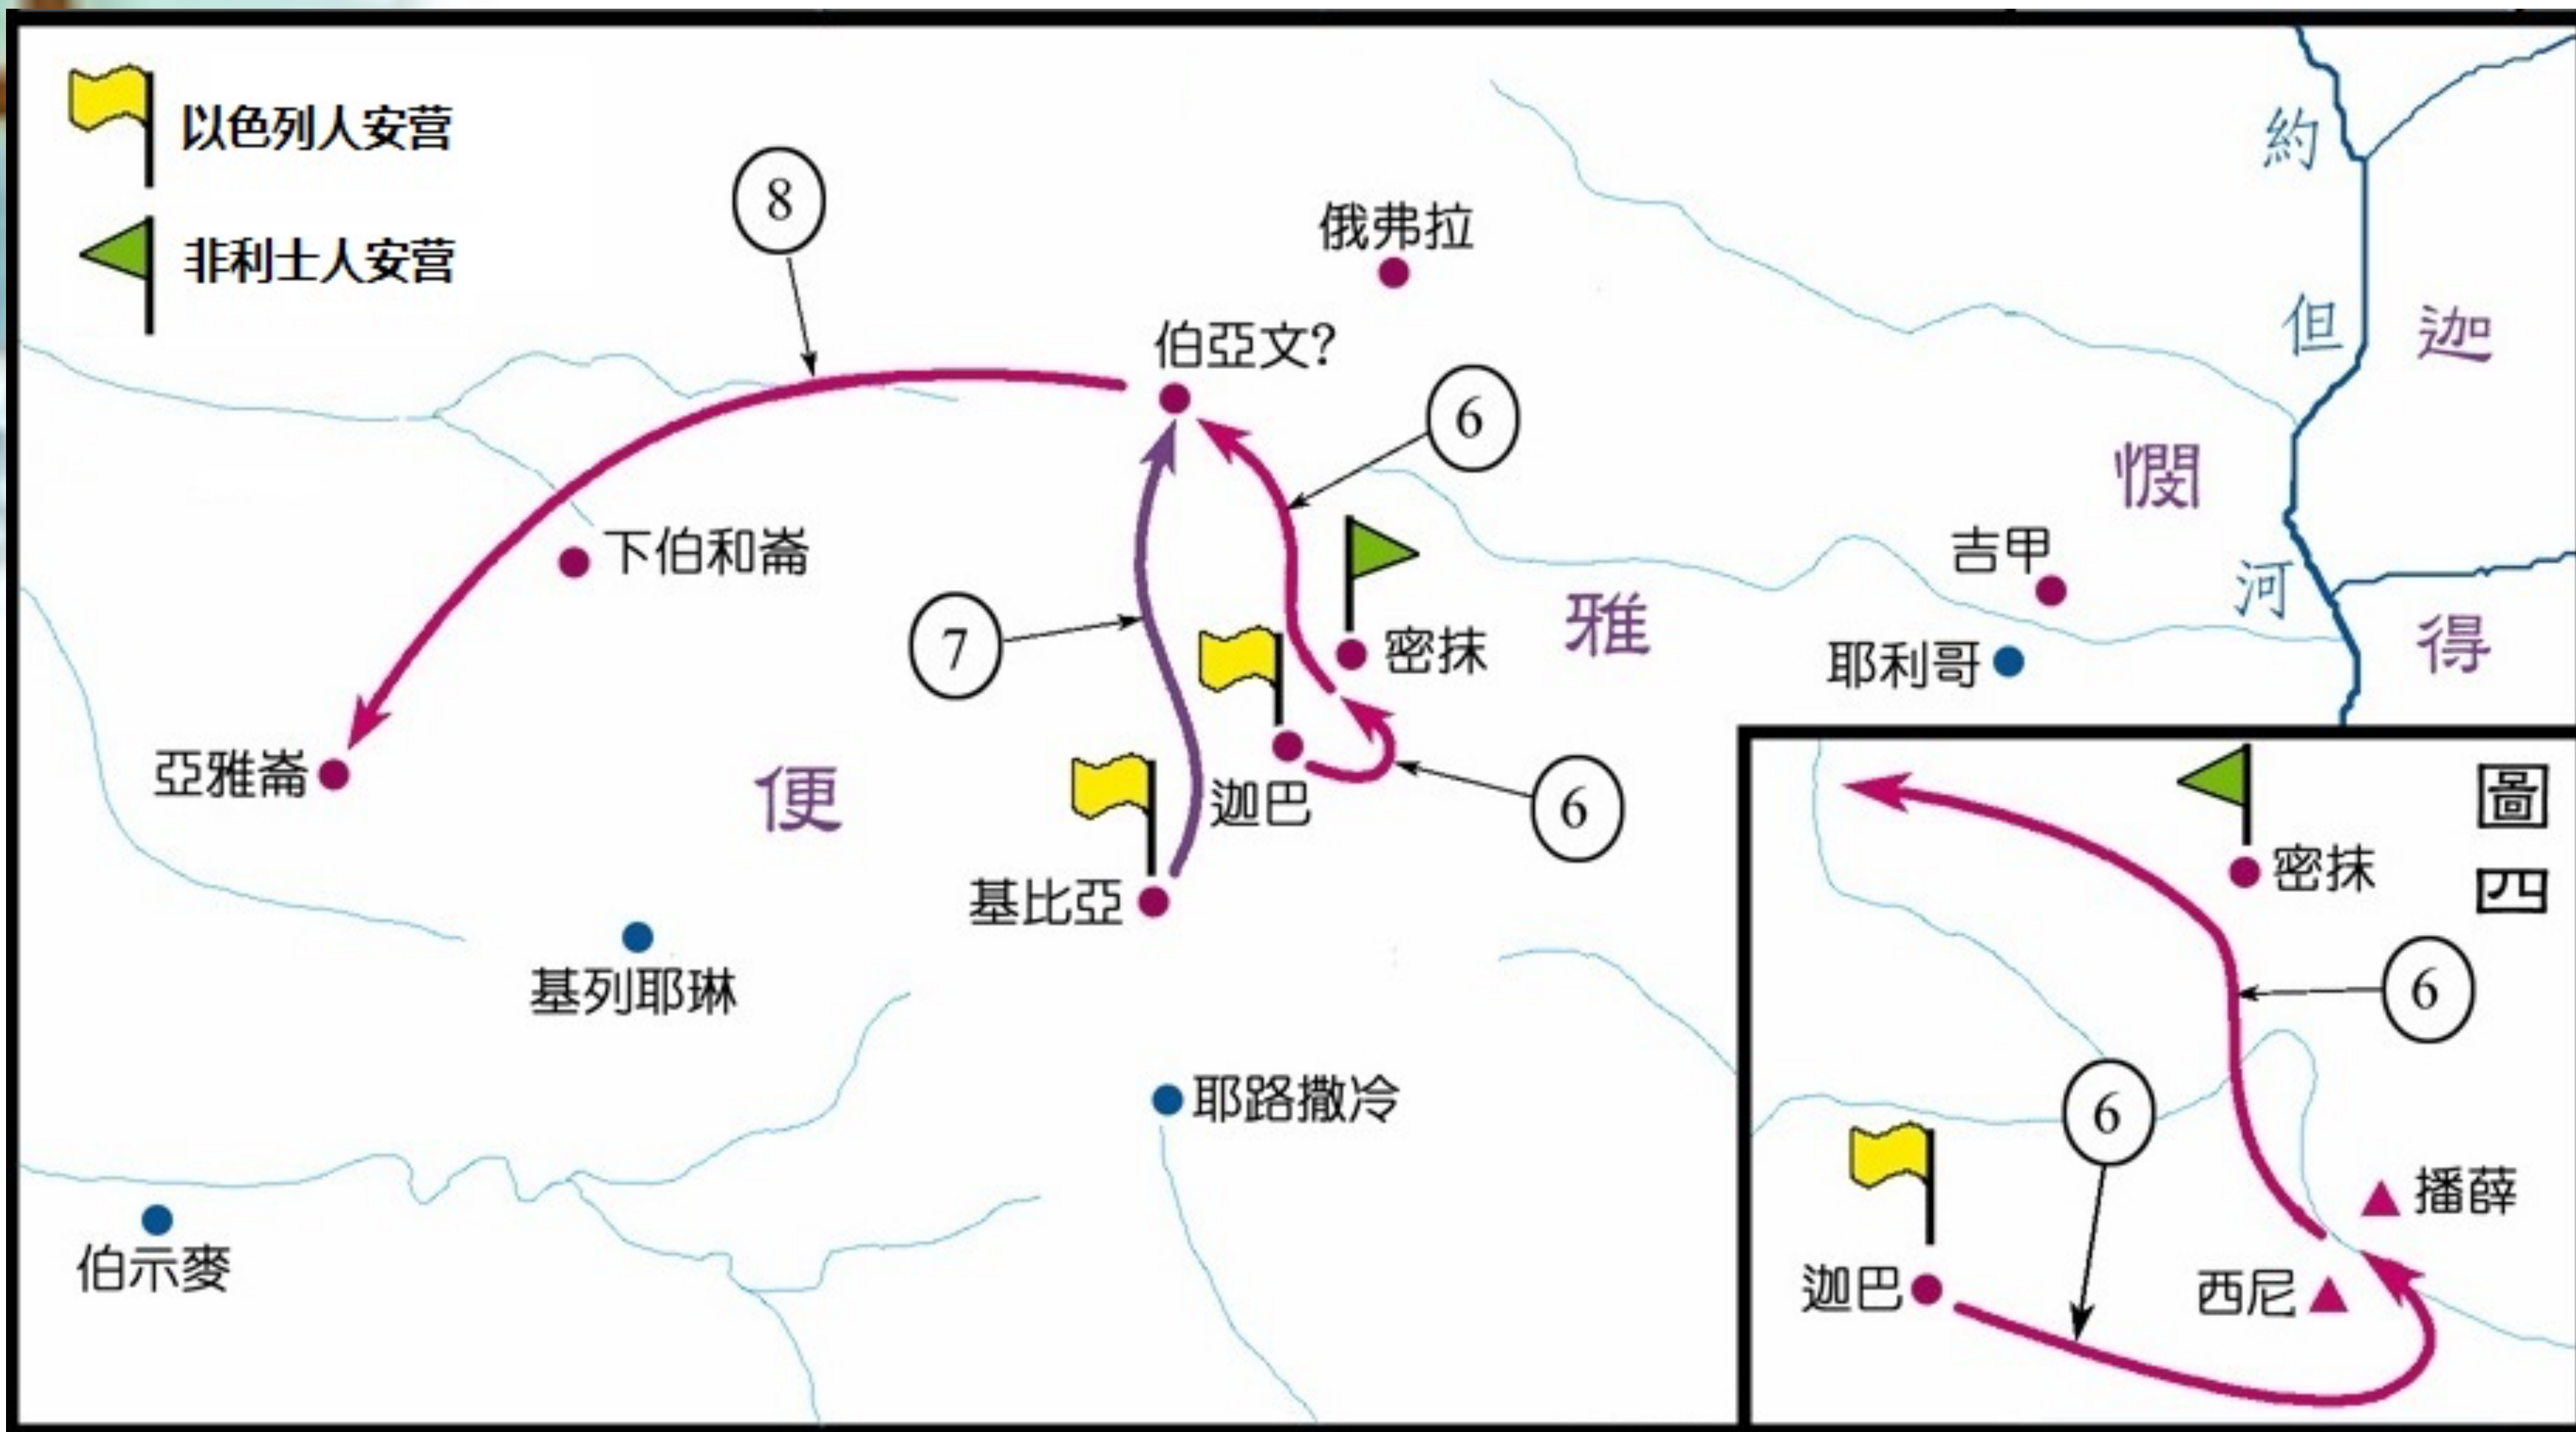 以色列人安营
非利士人安营
8
俄弗拉
約
但
河
迦
得
伯亞文?
6
憫
雅
便
下伯和崙
7
密抹
吉甲
耶利哥
亞雅崙
迦巴
6
基比亞
基列耶琳
耶路撒冷
伯示麥
圖
四
密抹
6
6
播薛
迦巴
西尼